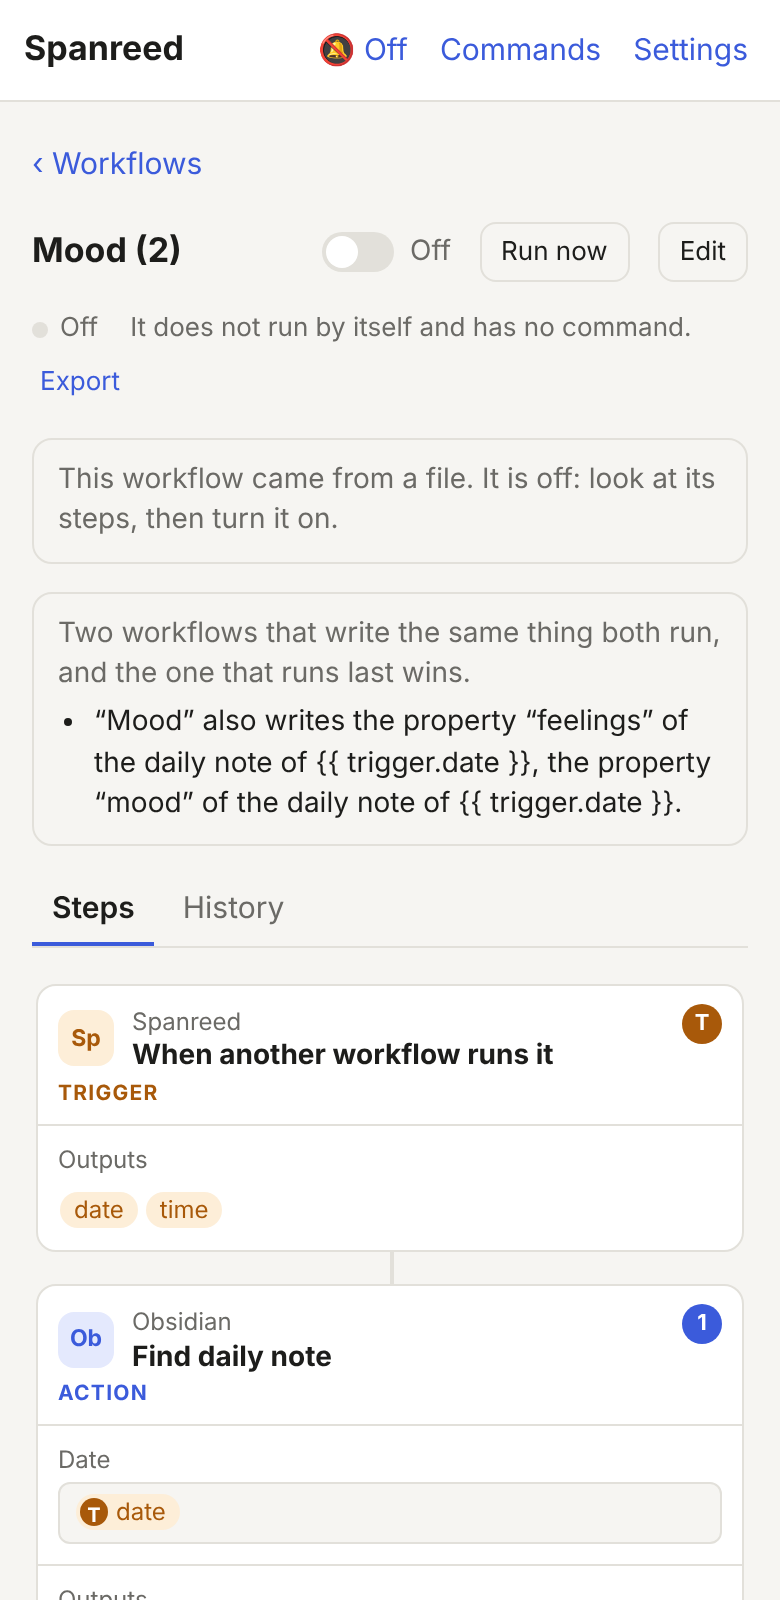 Spanreed
Off
Commands
Settings
‹ Workflows
Mood (2)
Off
Run now
Edit
Off
It does not run by itself and has no command.
Export
This workflow came from a file. It is off: look at its
steps, then turn it on.
Two workflows that write the same thing both run,
and the one that runs last wins.
• “Mood” also writes the property “feelings” of
the daily note of {{ trigger.date }}, the property
“mood” of the daily note of {{ trigger.date }}.
Steps
History
Sp
Spanreed
When another workflow runs it
T
TRIGGER
Outputs
date
time
Ob
Obsidian
Find daily note
1
ACTION
Date
T date
Outputs